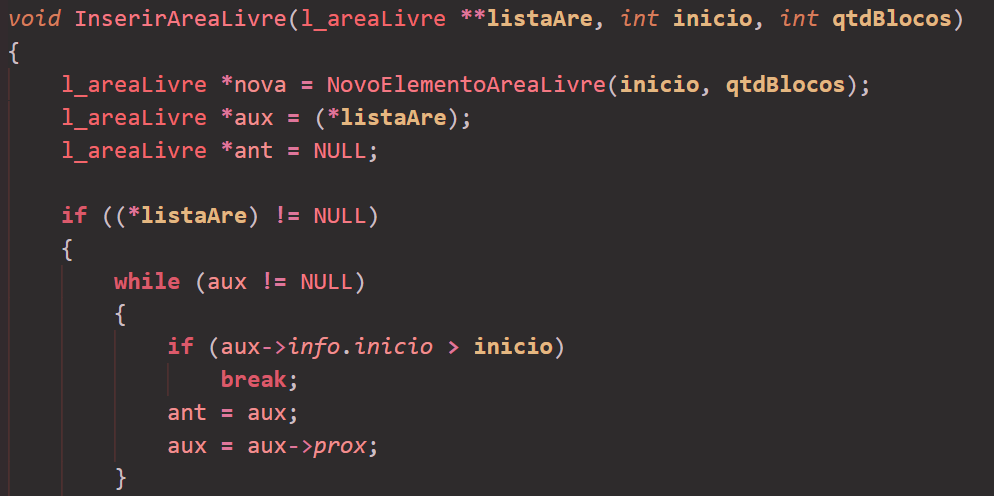 void InserirAreaLivre(l_areaLivre **listaAre, int inicio, int qtdBlocos)
{
    l_areaLivre *nova = NovoElementoAreaLivre(inicio, qtdBlocos);
    l_areaLivre *aux = (*listaAre);
    l_areaLivre *ant = NULL;

    if ((*listaAre) != NULL)
    {
        while (aux != NULL)
        {
            if (aux->info.inicio > inicio)
                break;
            ant = aux;
            aux = aux->prox;
        }